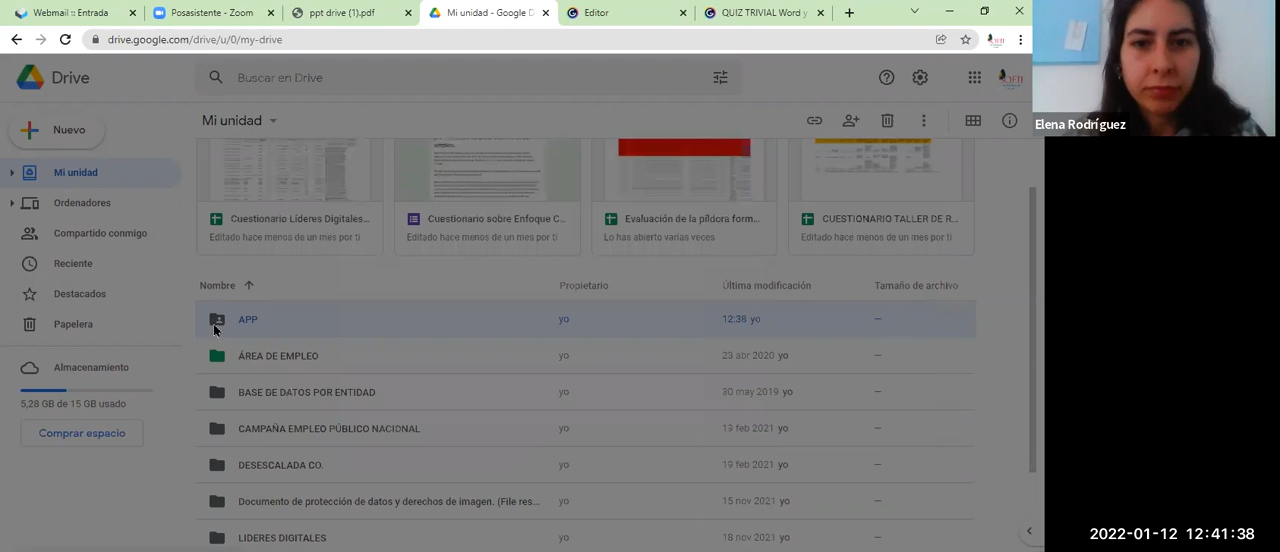 Webmail :: Entrada
Posasistente - Zoom
ppt drive (1).pdf
Mi unidad - Google D
Editor
QUIZ TRIVIAL Word y
drive.google.com/drive/u/0/my-drive
Drive
Buscar en Drive
Nuevo
Mi unidad
Mi unidad
Ordenadores
Compartido conmigo
Reciente
Destacados
Papelera
Almacenamiento
5,28 GB de 15 GB usado
Comprar espacio
Cuestionario Líderes Digitales...
Editado hace menos de un mes por ti
Cuestionario sobre Enfoque C...
Editado hace menos de un mes por ti
Evaluación de la píldora form...
Lo has abierto varias veces
CUESTIONARIO TALLER DE R...
Editado hace menos de un mes por ti
Nombre Propietario Última modificación Tamaño de archivo
APP yo 12:38 yo —
ÁREA DE EMPLEO yo 23 abr 2020 yo —
BASE DE DATOS POR ENTIDAD yo 30 may 2019 yo —
CAMPAÑA EMPLEO PÚBLICO NACIONAL yo 19 feb 2021 yo —
DESESCALADA CO. yo 19 feb 2021 yo —
Documento de protección de datos y derechos de imagen. (File res... yo 15 nov 2021 yo —
LIDERES DIGITALES yo 18 nov 2021 yo —
Elena Rodríguez
2022-01-12 12:41:38